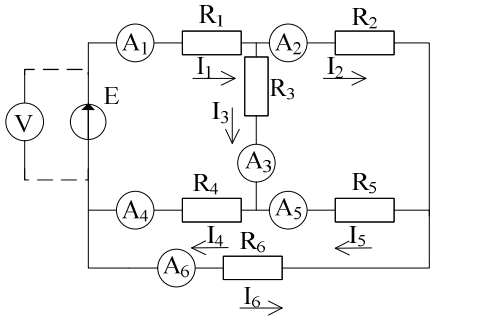 A₁ R₁ A₂ R₂
I₁ I₂
V E R₃
I₃
A₃
A₄ R₄ A₅ R₅
I₄ I₅
A₆ R₆
I₆